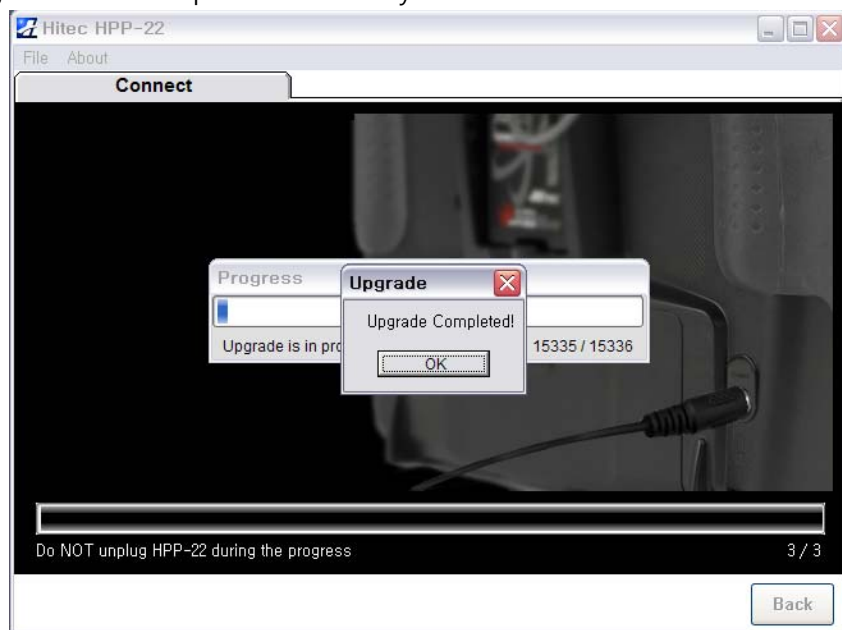 Hitec HPP-22
File About
Connect
Progress
Upgrade
Upgrade Completed!
Upgrade is in pro
15335 / 15336
OK
Do NOT unplug HPP-22 during the progress
3 / 3
Back